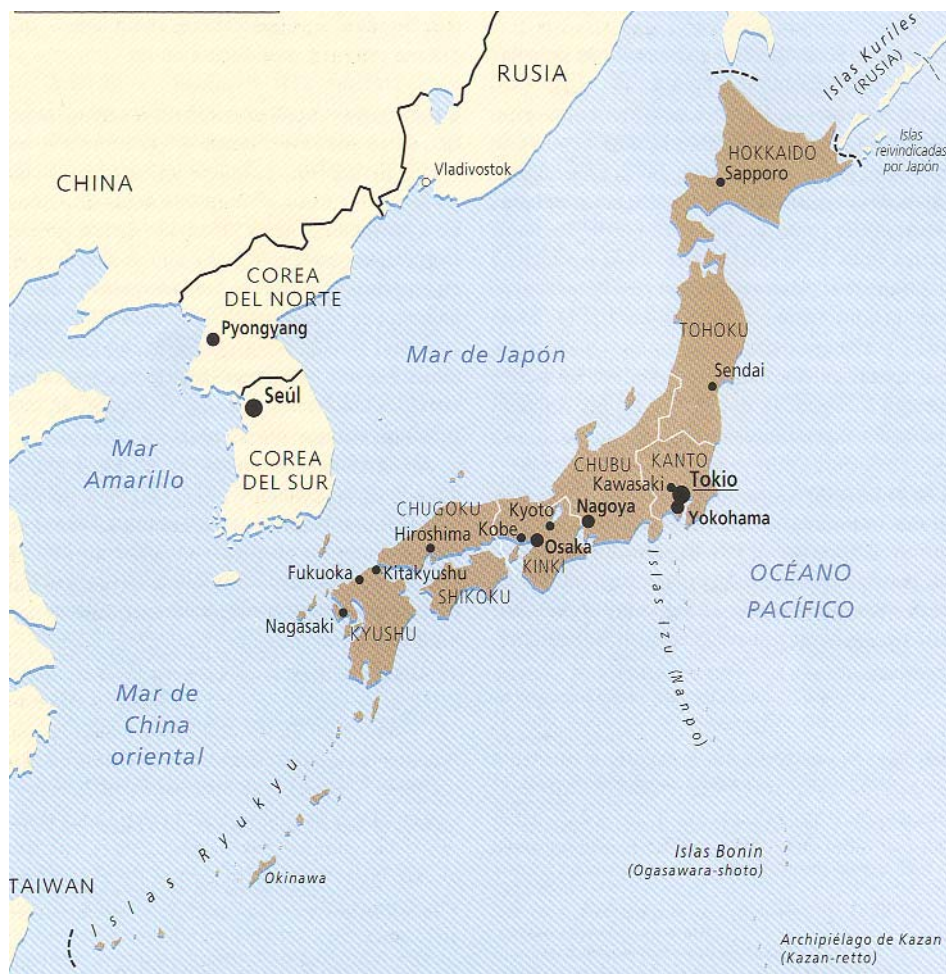 RUSIA
Islas Kuriles
(RUSIA)
Islas
reivindicadas
por Japón
HOKKAIDO
Sapporo
Vladivostok
CHINA
COREA
DEL NORTE
Pyongyang
TOHOKU
Mar de Japón
Sendai
Seúl
Mar
Amarillo
COREA
DEL SUR
CHUBU
KANTO
Kawasaki
Tokio
Yokohama
CHUGOKU
Kyoto
Nagoya
Hiroshima
Kobe
Osaka
KINKI
Fukuoka
Kitakyushu
SHIKOKU
OCÉANO
PACÍFICO
Nagasaki
KYUSHU
Islas Izu (Nanpo)
Mar de
China
oriental
Islas Ryukyu
Okinawa
Islas Bonin
(Ogasawara-shoto)
TAIWAN
Archipiélago de Kazan
(Kazan-retto)